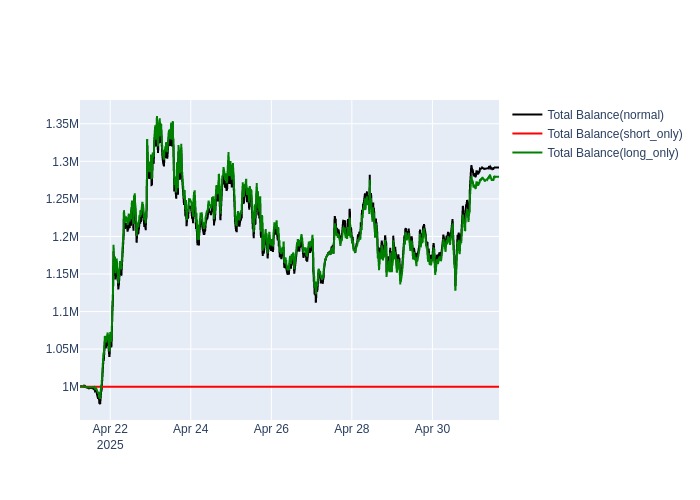 1.35M
1.3M
1.25M
1.2M
1.15M
1.1M
1.05M
1M
Apr 22
2025
Apr 24
Apr 26
Apr 28
Apr 30
Total Balance(normal)
Total Balance(short_only)
Total Balance(long_only)